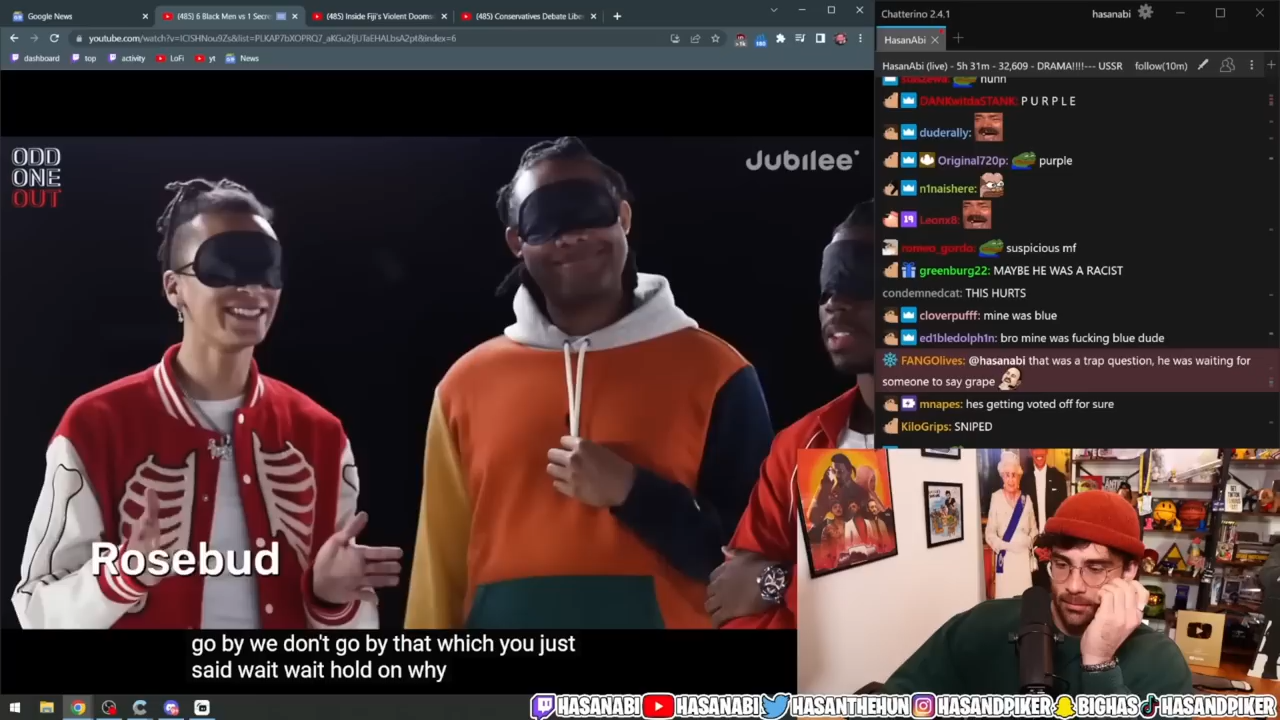 Google News
(485) 6 Black Men vs 1 Secre
(485) Inside Fiji's Violent Dooms
(485) Conservatives Debate Libe
youtube.com/watch?v=ICISHNou9Zs&list=PLKAP7bXOPRQ7_aKGu2fjUTaEHALbsA2pt&index=6
dashboard
top
activity
LoFi
yt
News
ODD
ONE
OUT
Jubilee
Rosebud
go by we don't go by that which you just
said wait wait hold on why
Chatterino 2.4.1
hasanabi
HasanAbi
HasanAbi (live) - 5h 31m - 32,609 - DRAMA!!!!--- USSR
follow(10m)
DANKwitdaSTANK: P U R P L E
duderally:
Original720p: purple
n1naishere:
19 Leonx8:
romeo_gordo: suspicious mf
greenburg22: MAYBE HE WAS A RACIST
condemnedcat: THIS HURTS
cloverpufff: mine was blue
ed1bledolph1n: bro mine was fucking blue dude
FANGOlives: @hasanabi that was a trap question, he was waiting for
someone to say grape
mnapes: hes getting voted off for sure
KiloGrips: SNIPED
HASANABI
HASANABI
HASANTHEHUN
HASANDPIKER
BIGHAS
HASANDPIKER